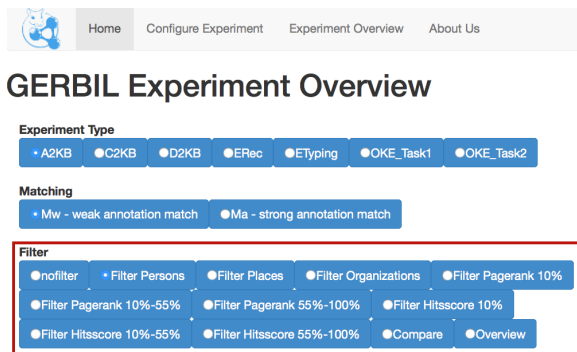 Home Configure Experiment Experiment Overview About Us
GERBIL Experiment Overview
Experiment Type
A2KB C2KB D2KB ERec ETyping OKE_Task1 OKE_Task2
Matching
Mw - weak annotation match Ma - strong annotation match
Filter
nofilter Filter Persons Filter Places Filter Organizations Filter Pagerank 10%
Filter Pagerank 10%-55% Filter Pagerank 55%-100% Filter Hitsscore 10%
Filter Hitsscore 10%-55% Filter Hitsscore 55%-100% Compare Overview